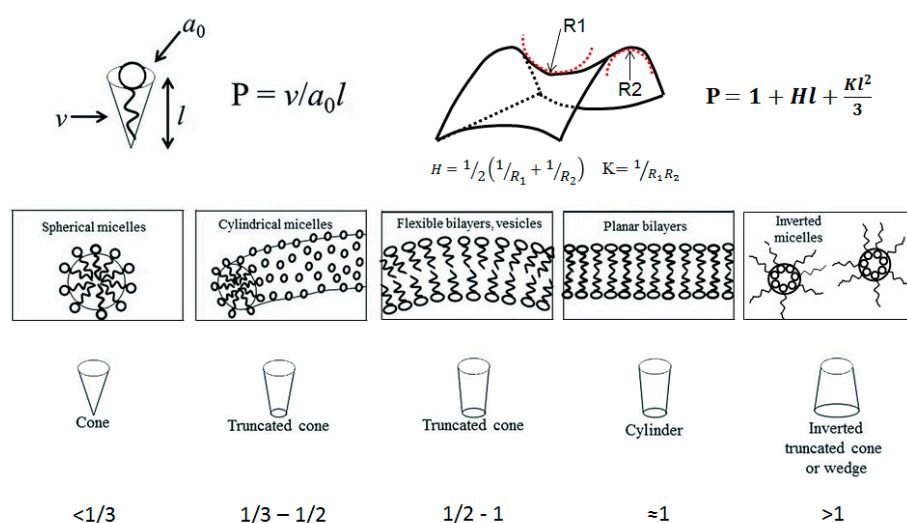 a₀
v
l
P = v/a₀l
R1
R2
H = ¹/₂(¹/R₁ + ¹/R₂) K= ¹/R₁R₂
P = 1 + Hl + Kl²/3
Spherical micelles
Cylindrical micelles
Flexible bilayers, vesicles
Planar bilayers
Inverted
micelles
Cone
Truncated cone
Truncated cone
Cylinder
Inverted
truncated cone
or wedge
<1/3
1/3 – 1/2
1/2 - 1
≈1
>1